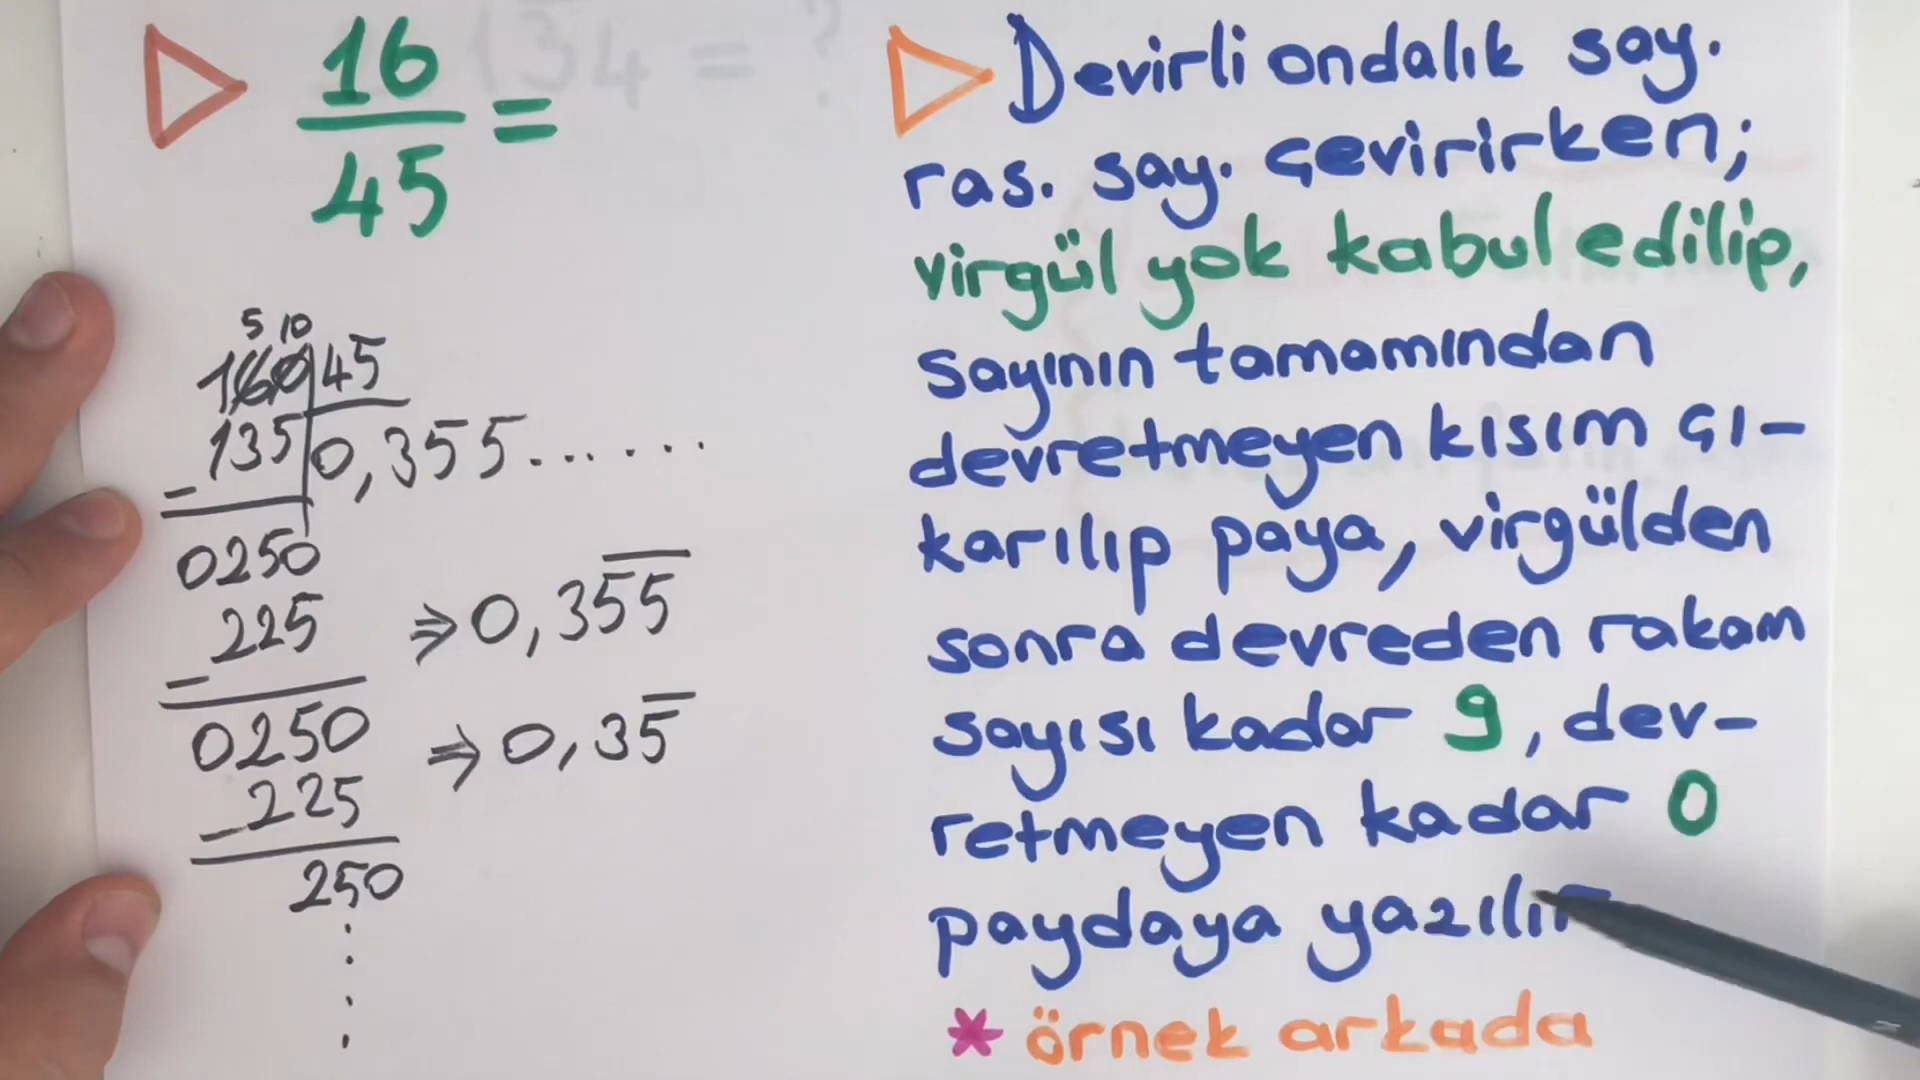 16
45 =
5 10
160 45
135 0,355......
-
0250
225
-
0250
-225
250
⇒ 0,35̅5̅
⇒ 0,35̅
Devirli ondalık say.
ras. say. çevirirken;
virgül yok kabul edilip,
sayının tamamından
devretmeyen kısım çı-
karılıp paya, virgülden
sonra devreden rakam
sayısı kadar 9, dev-
retmeyen kadar 0
paydaya yazılır
* örnek arkada